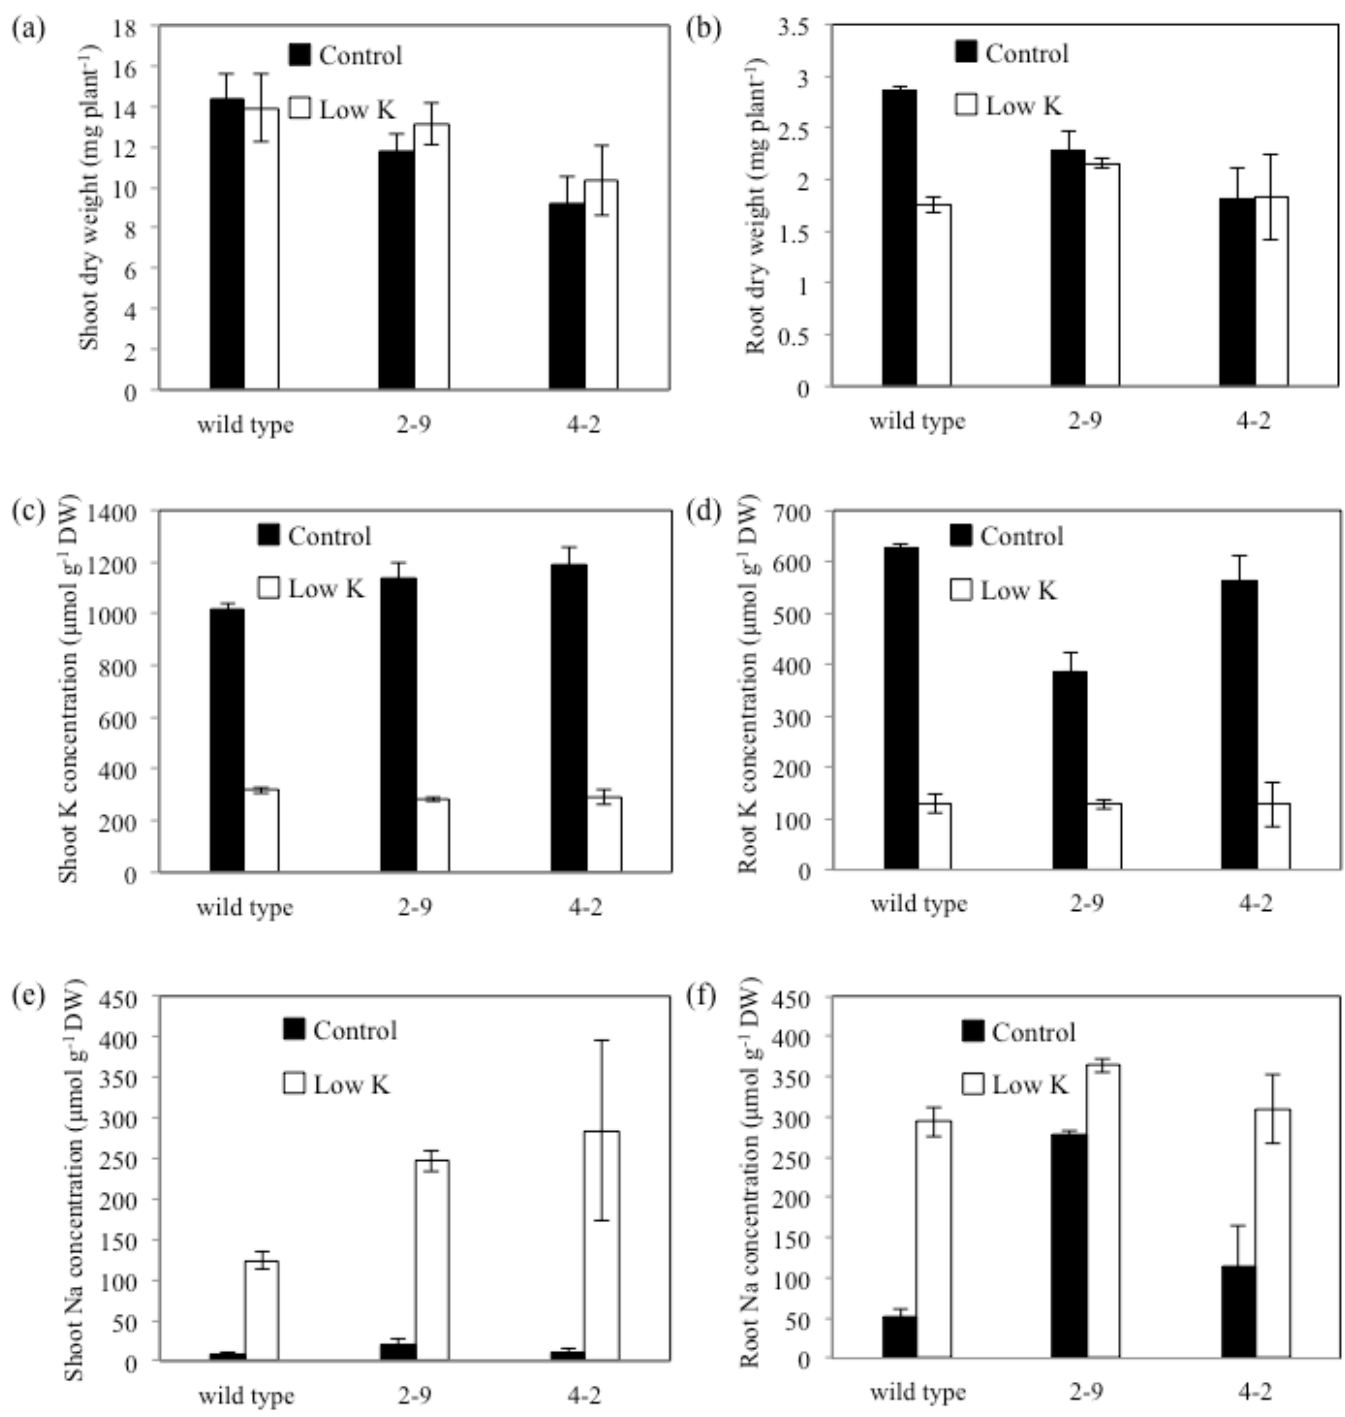 (a)
Shoot dry weight (mg plant⁻¹)
18
16
14
12
10
8
6
4
2
0
Control
Low K
wild type 2-9 4-2
(b)
Root dry weight (mg plant⁻¹)
3.5
3
2.5
2
1.5
1
0.5
0
Control
Low K
wild type 2-9 4-2
(c)
Shoot K concentration (µmol g⁻¹ DW)
1400
1200
1000
800
600
400
200
0
Control
Low K
wild type 2-9 4-2
(d)
Root K concentration (µmol g⁻¹ DW)
700
600
500
400
300
200
100
0
Control
Low K
wild type 2-9 4-2
(e)
Shoot Na concentration (µmol g⁻¹ DW)
450
400
350
300
250
200
150
100
50
0
Control
Low K
wild type 2-9 4-2
(f)
Root Na concentration (µmol g⁻¹ DW)
450
400
350
300
250
200
150
100
50
0
Control
Low K
wild type 2-9 4-2